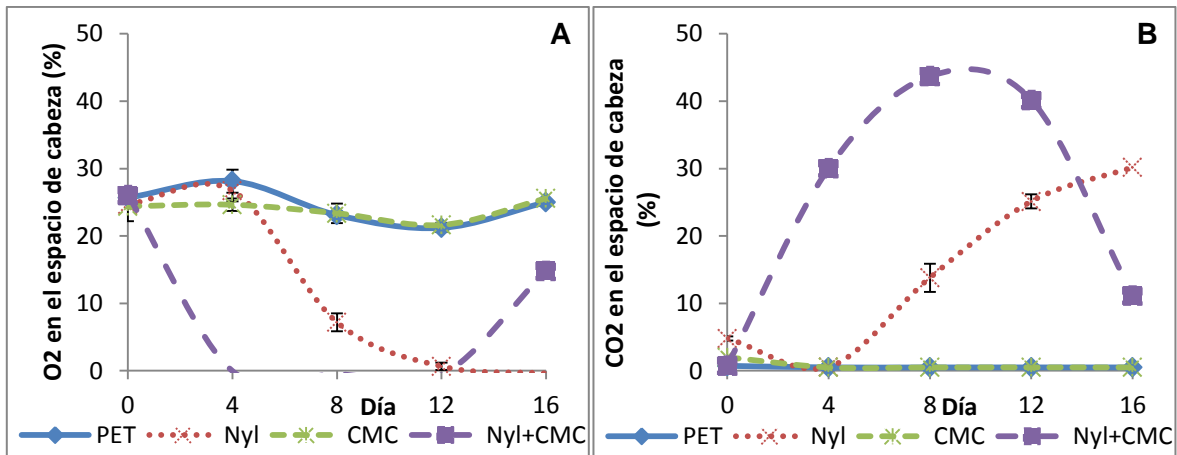 A
O2 en el espacio de cabeza (%)
50
40
30
20
10
0
0
4
8
Día
12
16
PET
Nyl
CMC
Nyl+CMC
B
CO2 en el espacio de cabeza
(%)
50
40
30
20
10
0
0
4
8
Día
12
16
PET
Nyl
CMC
Nyl+CMC